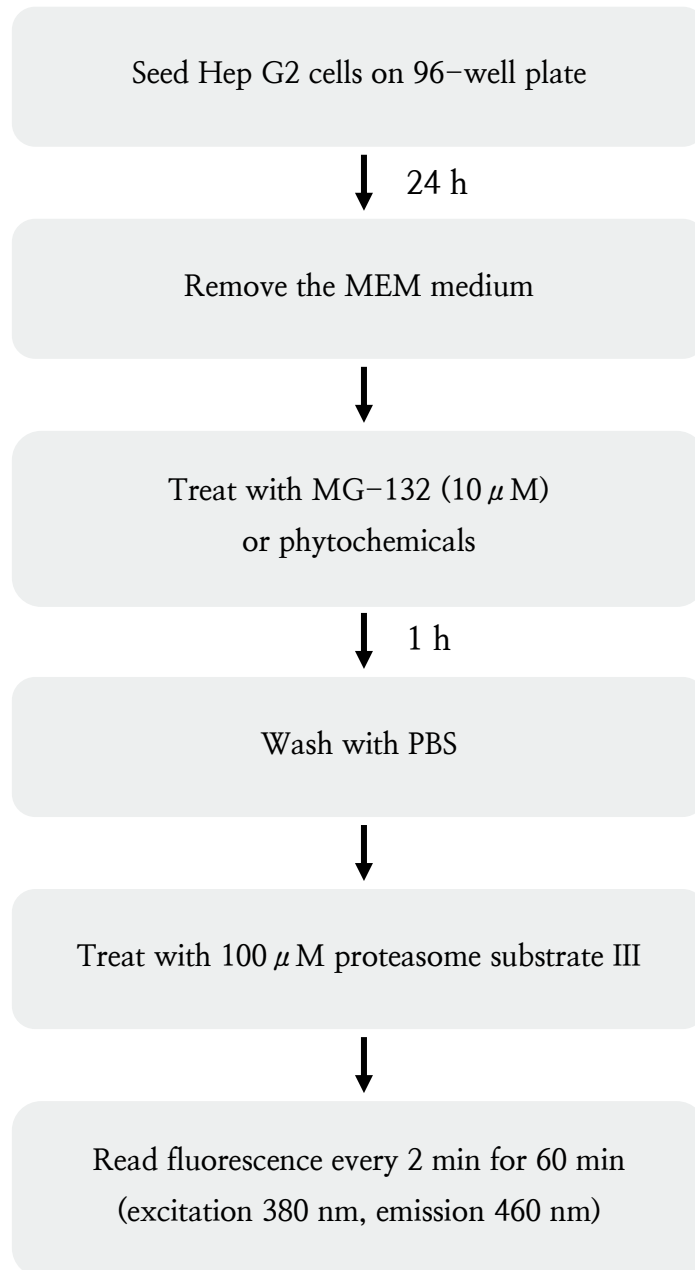 Seed Hep G2 cells on 96-well plate
24 h
Remove the MEM medium
Treat with MG-132 (10 μ M)
or phytochemicals
1 h
Wash with PBS
Treat with 100 μ M proteasome substrate III
Read fluorescence every 2 min for 60 min
(excitation 380 nm, emission 460 nm)